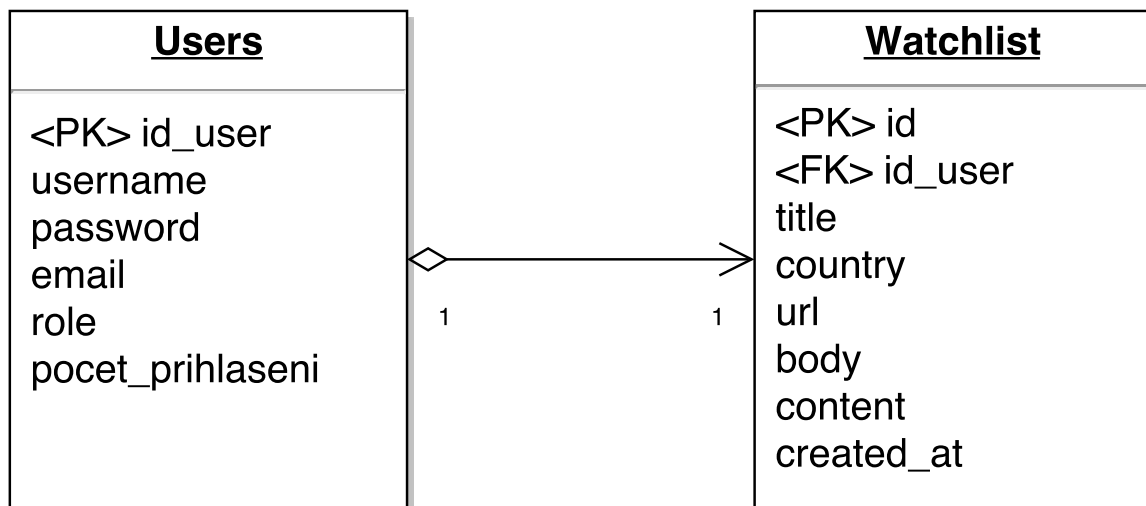 Users
<PK> id_user
username
password
email
role
pocet_prihlaseni
1
1
Watchlist
<PK> id
<FK> id_user
title
country
url
body
content
created_at